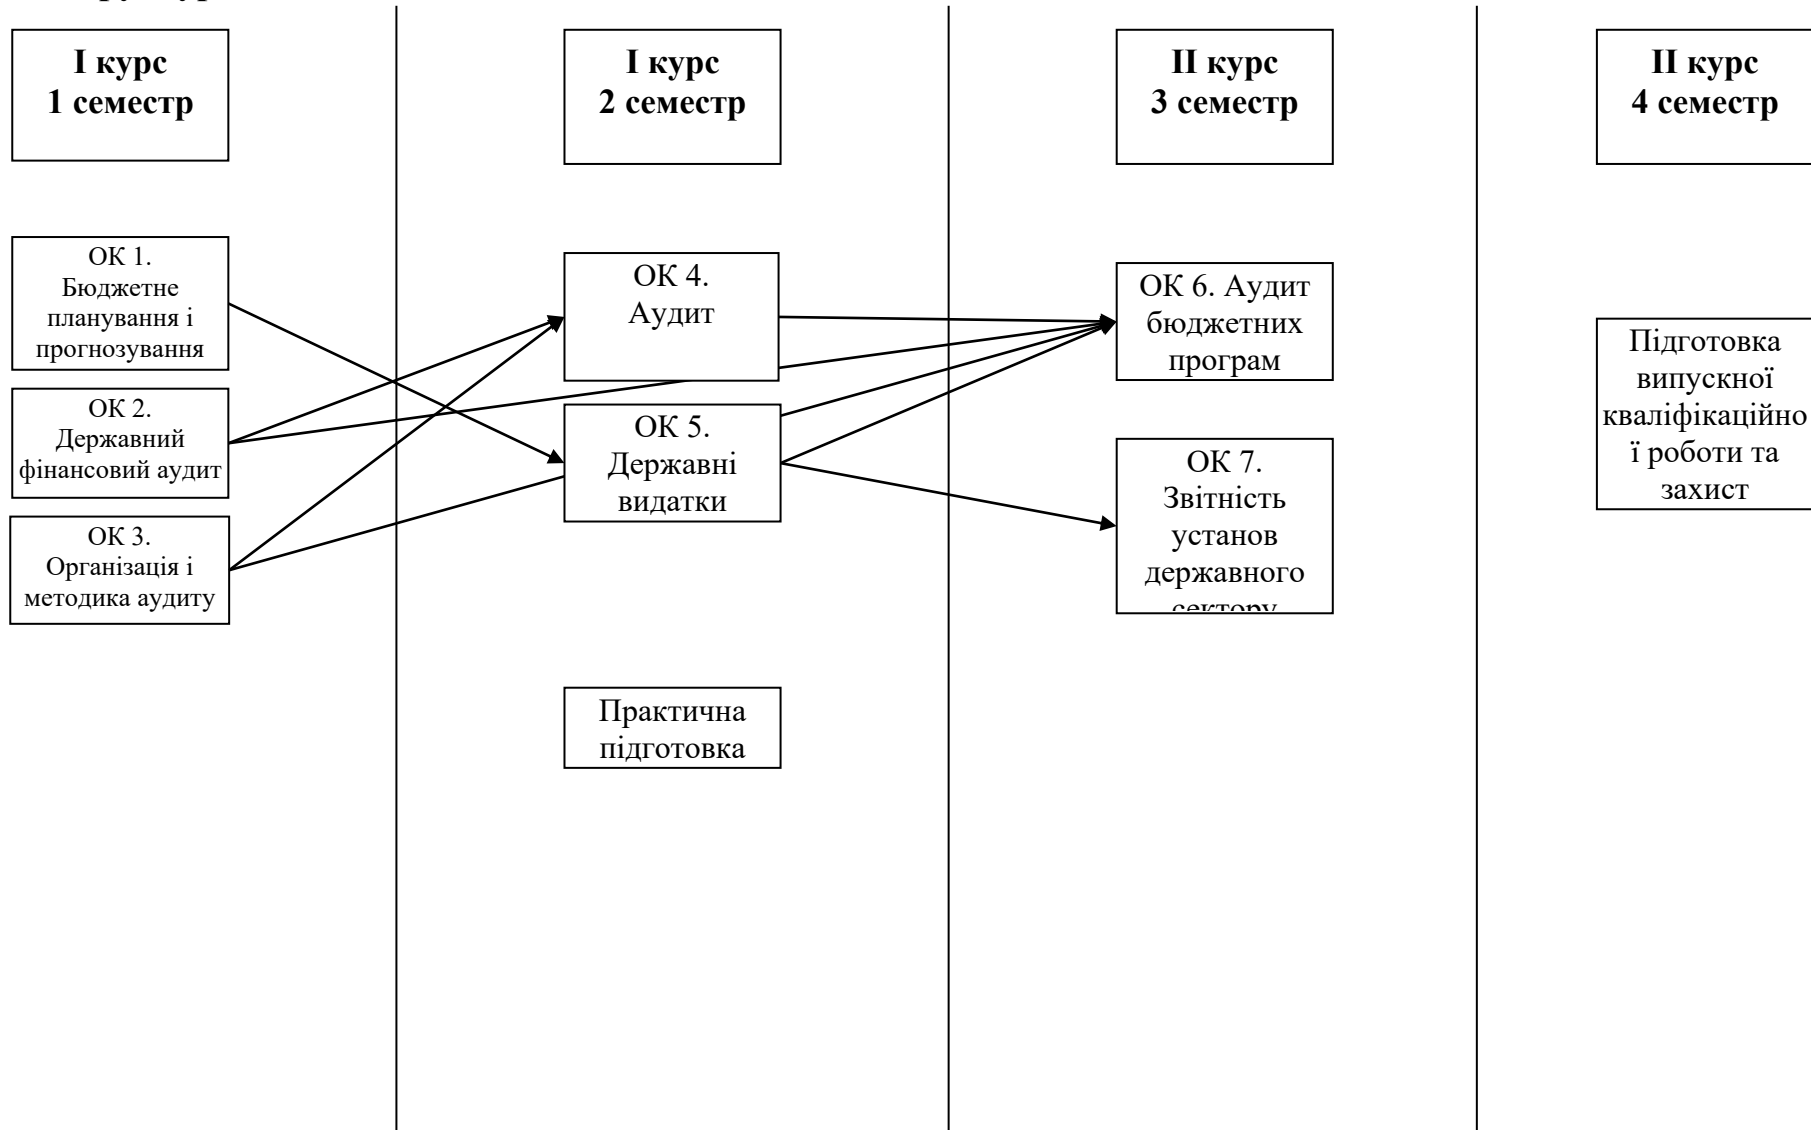 І курс
1 семестр
І курс
2 семестр
ІІ курс
3 семестр
ІІ курс
4 семестр
ОК 1.
Бюджетне
планування і
прогнозування
ОК 2.
Державний
фінансовий аудит
ОК 3.
Організація і
методика аудиту
ОК 4.
Аудит
ОК 5.
Державні
видатки
Практична
підготовка
ОК 6. Аудит
бюджетних
програм
ОК 7.
Звітність
установ
державного
сектору
Підготовка
випускної
кваліфікаційно
ї роботи та
захист